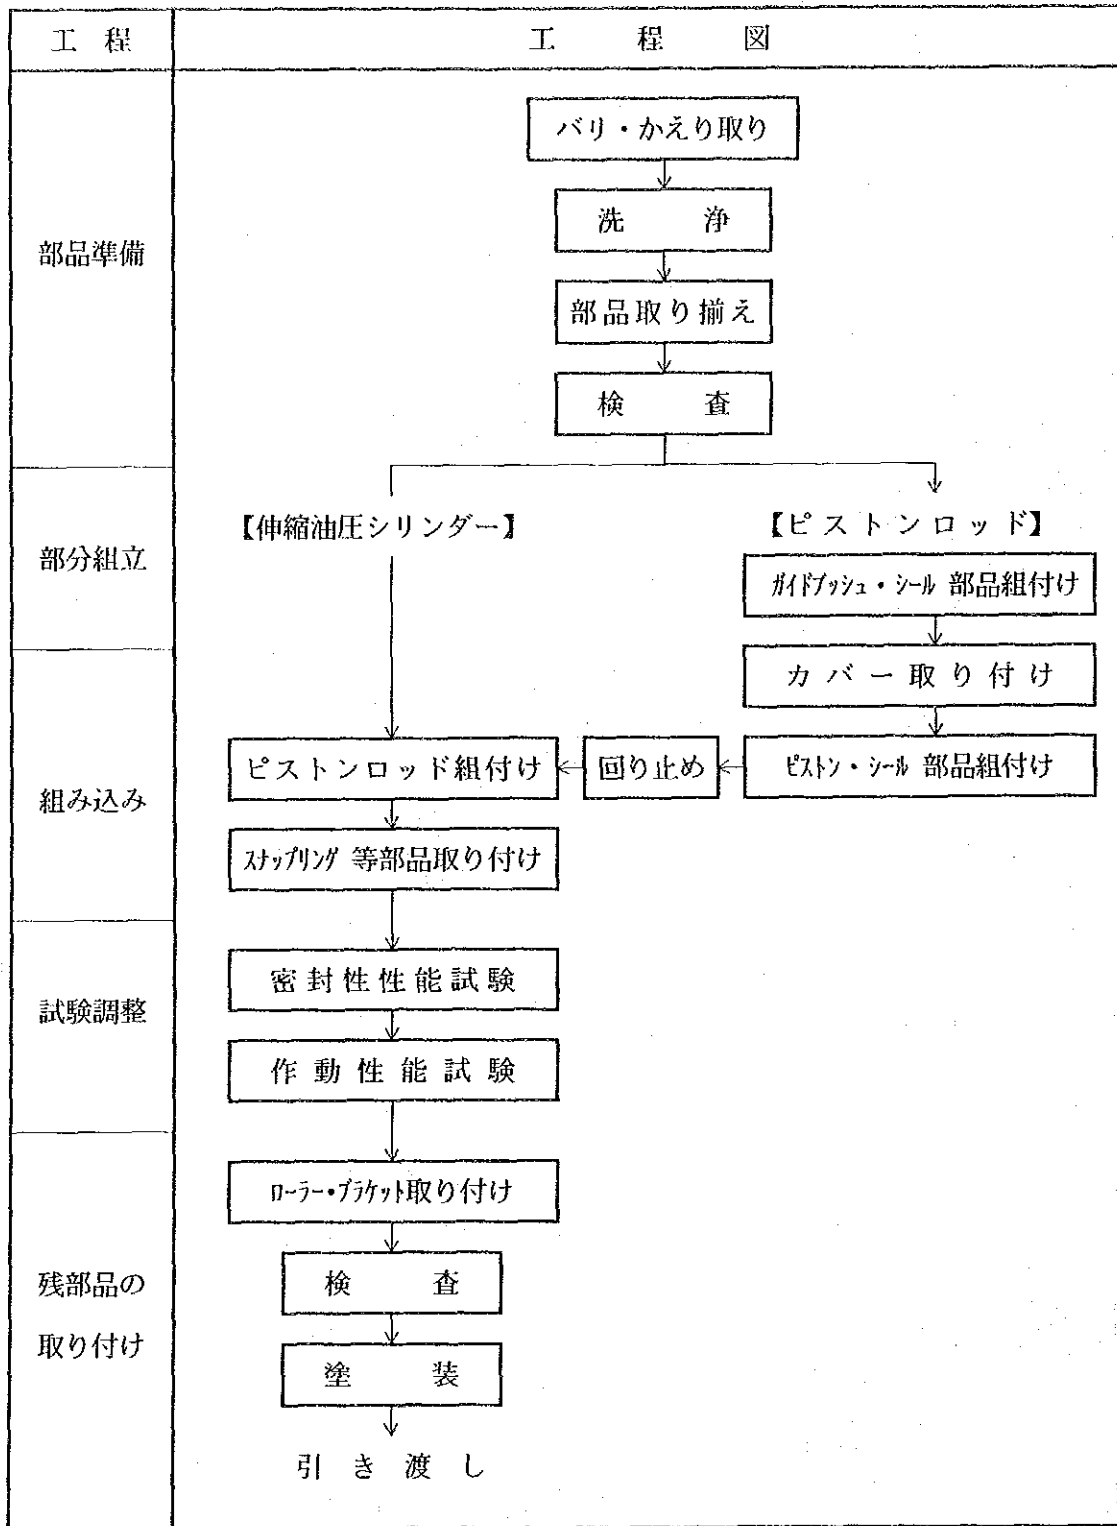 工程
工程図
部品準備
バリ・かえり取り
洗浄
部品取り揃え
検査
部分組立
【伸縮油圧シリンダー】
【ピストンロッド】
ガイドブッシュ・シール 部品組付け
カバー取り付け
組み込み
ピストンロッド組付け
回り止め
ピストン・シール 部品組付け
スナップリング 等部品取り付け
試験調整
密封性性能試験
作動性能試験
残部品の
取り付け
ローラー・ブラケット取り付け
検査
塗装
引き渡し